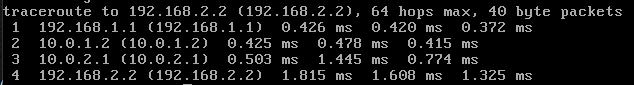 traceroute to 192.168.2.2 (192.168.2.2), 64 hops max, 40 byte packets
1 192.168.1.1 (192.168.1.1) 0.426 ms 0.420 ms 0.372 ms
2 10.0.1.2 (10.0.1.2) 0.425 ms 0.478 ms 0.415 ms
3 10.0.2.1 (10.0.2.1) 0.503 ms 1.445 ms 0.774 ms
4 192.168.2.2 (192.168.2.2) 1.815 ms 1.608 ms 1.325 ms